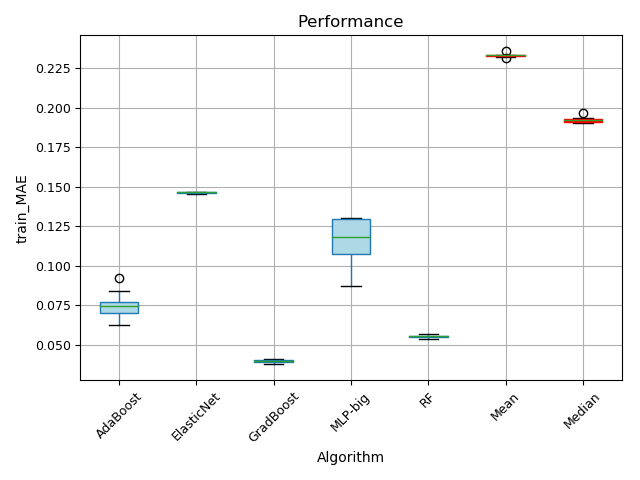 Performance
train_MAE
0.225
0.200
0.175
0.150
0.125
0.100
0.075
0.050
AdaBoost
ElasticNet
GradBoost
MLP-big
RF
Mean
Median
Algorithm